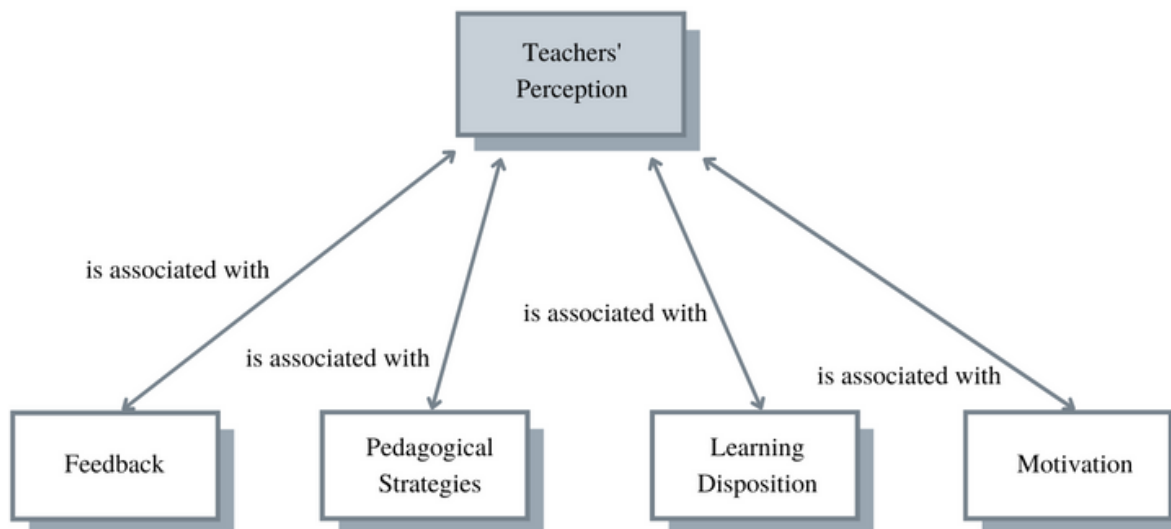 Teachers'
Perception
is associated with
is associated with
is associated with
is associated with
Feedback
Pedagogical
Strategies
Learning
Disposition
Motivation